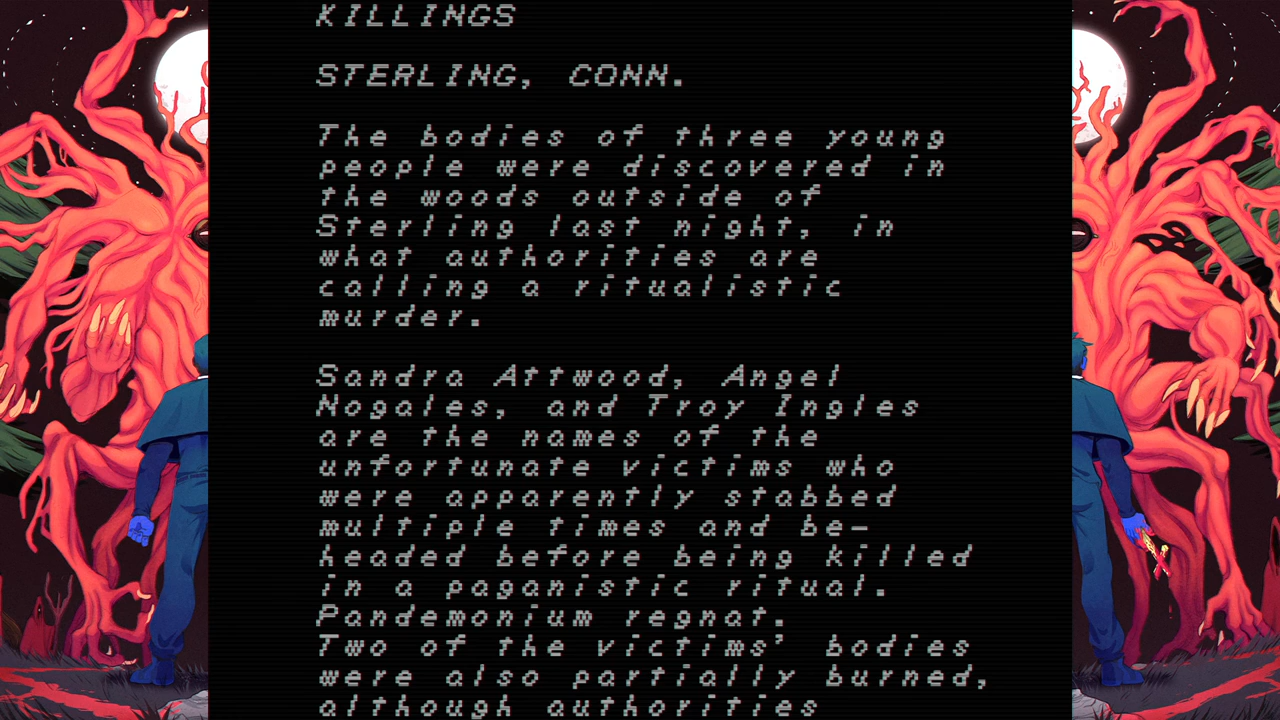 KILLINGS
STERLING, CONN.
The bodies of three young
people were discovered in
the woods outside of
Sterling last night, in
what authorities are
calling a ritualistic
murder.
Sandra Attwood, Angel
Nogales, and Troy Ingles
are the names of the
unfortunate victims who
were apparently stabbed
multiple times and be-
headed before being killed
in a paganistic ritual.
Pandemonium regnat.
Two of the victims' bodies
were also partially burned,
although authorities